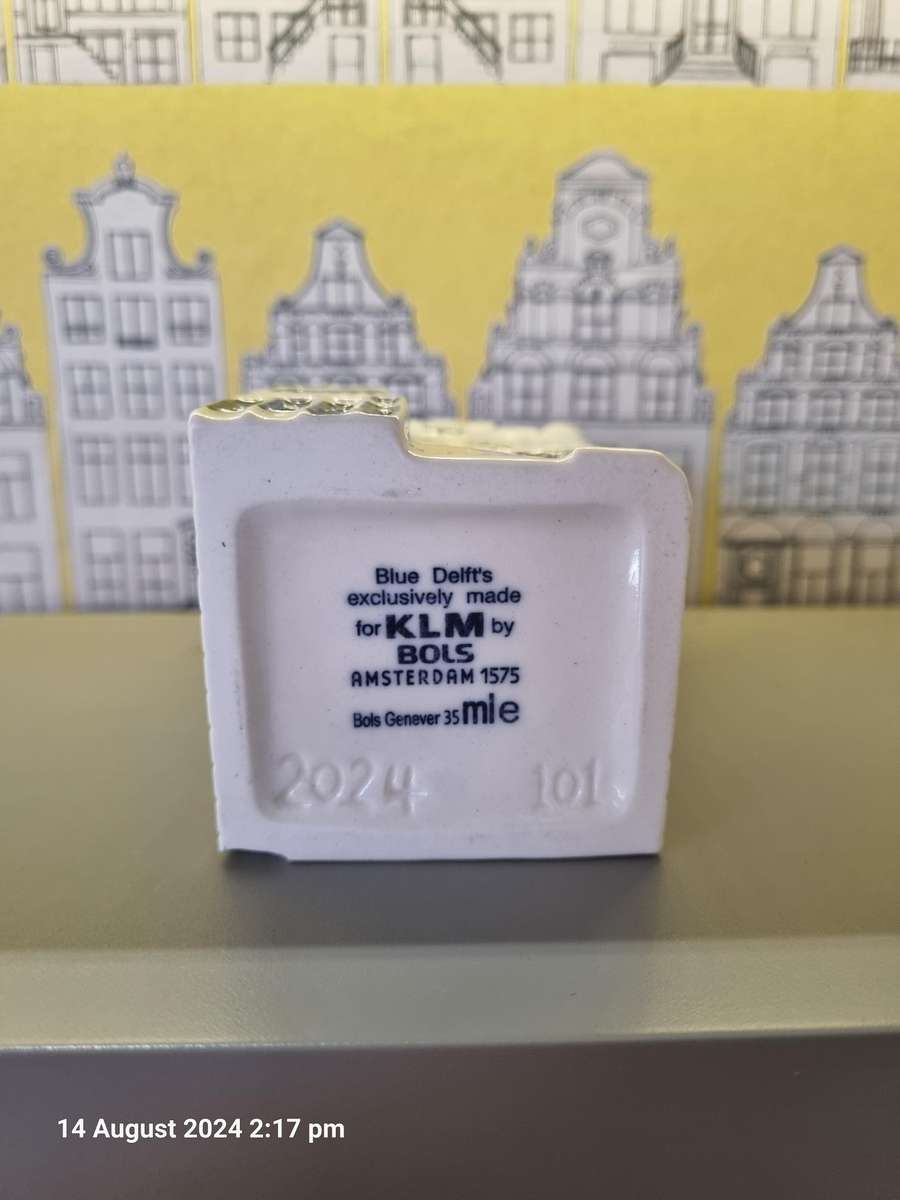 Blue Delft's
exclusively made
for KLM by
BOLS
AMSTERDAM 1575
Bols Genever 35 ml e
2024 101
14 August 2024 2:17 pm